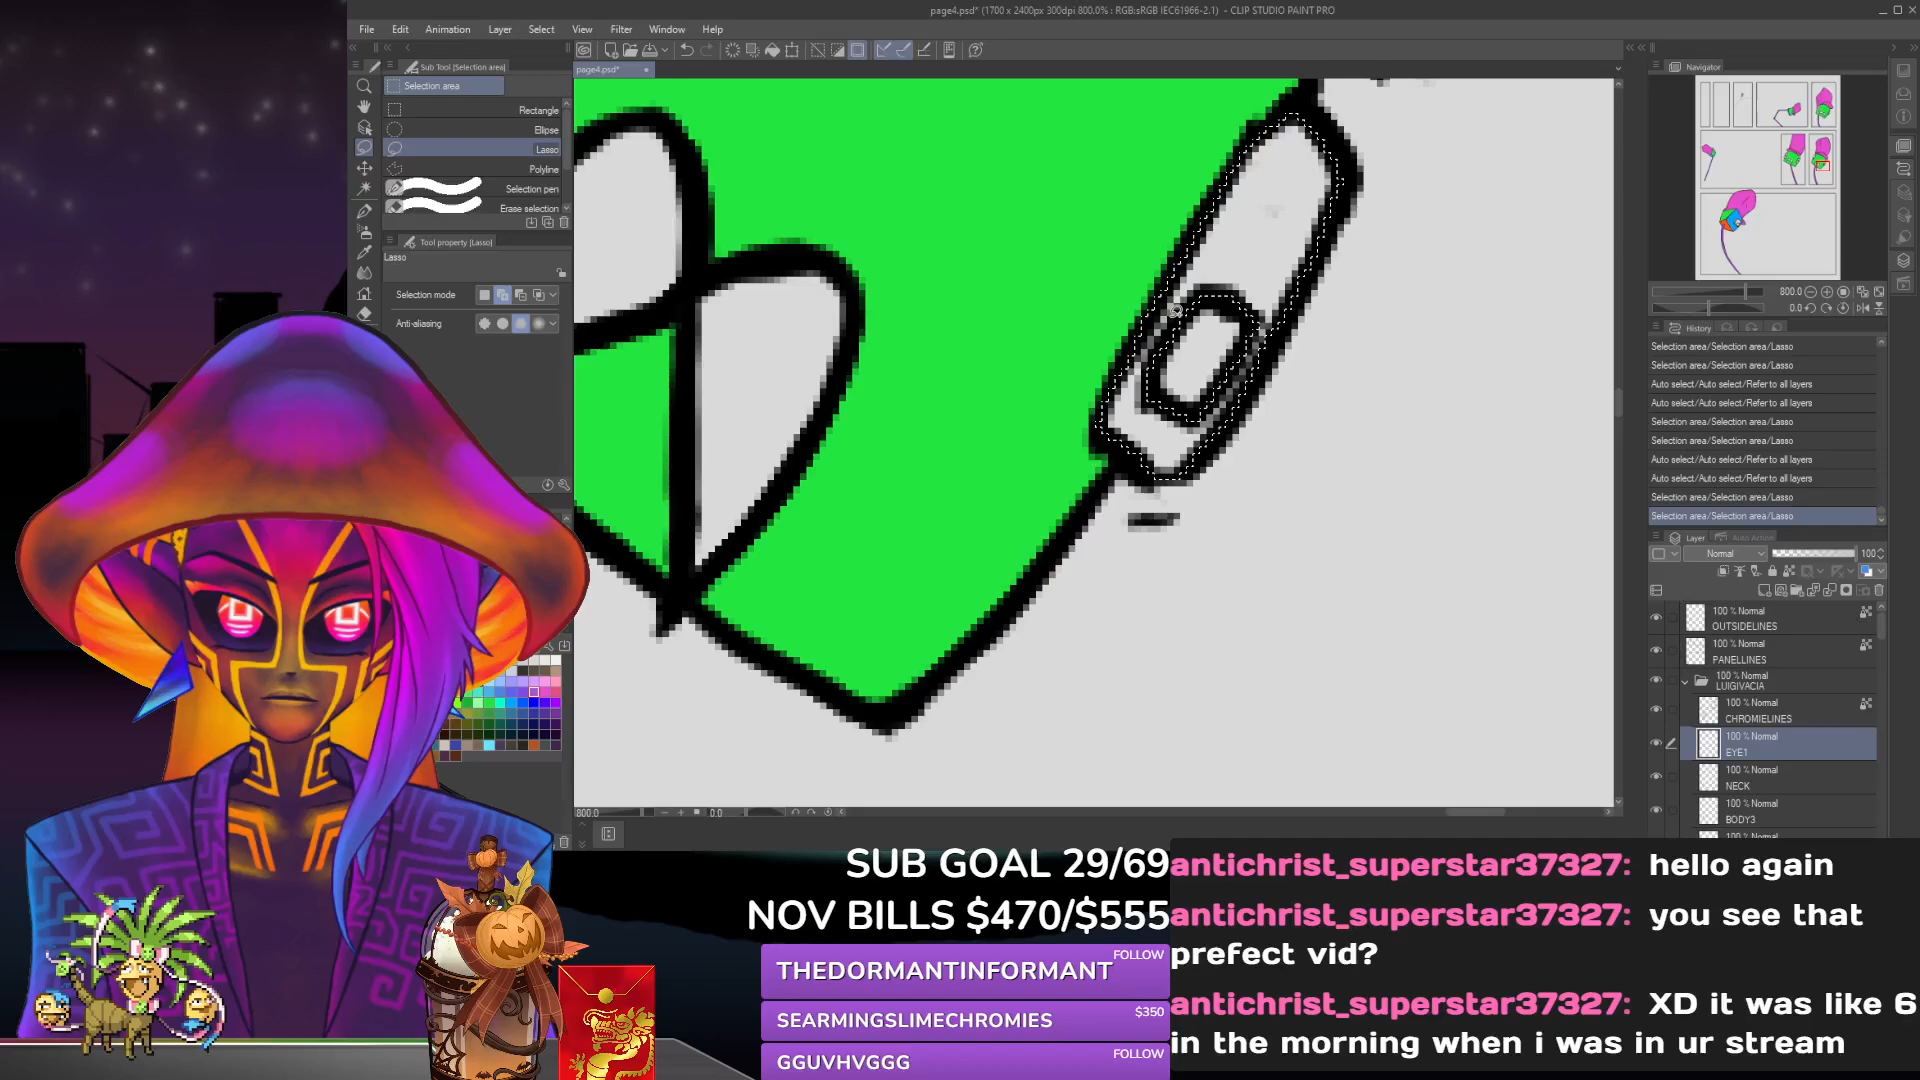 page4.psd* (1700 x 2400px 300dpi 800.0% : RGB:sRGB IEC61966-2.1) - CLIP STUDIO PAINT PRO
File Edit Animation Layer Select View Filter Window Help
Sub Tool [Selection area]
page4.psd*
Navigator
Selection area
Rectangle
Ellipse
Lasso
Polyline
Selection pen
Erase selection
Tool property [Lasso]
Lasso
Selection mode
Anti-aliasing
800.0
0.0
History
Selection area/Selection area/Lasso
Selection area/Selection area/Lasso
Auto select/Auto select/Refer to all layers
Auto select/Auto select/Refer to all layers
Selection area/Selection area/Lasso
Selection area/Selection area/Lasso
Auto select/Auto select/Refer to all layers
Auto select/Auto select/Refer to all layers
Selection area/Selection area/Lasso
Selection area/Selection area/Lasso
Layer Auto Action
Normal 100
100 % Normal
OUTSIDELINES
100 % Normal
PANELLINES
100 % Normal
LUIGIVACIA
100 % Normal
CHROMIELINES
100 % Normal
EYE1
100 % Normal
NECK
100 % Normal
BODY3
800.0 0.0
SUB GOAL 29/69
NOV BILLS $470/$555
THEDORMANTINFORMANT FOLLOW
SEARMINGSLIMECHROMIES $350
GGUVHVGGG FOLLOW
antichrist_superstar37327: hello again
antichrist_superstar37327: you see that
prefect vid?
antichrist_superstar37327: XD it was like 6
in the morning when i was in ur stream